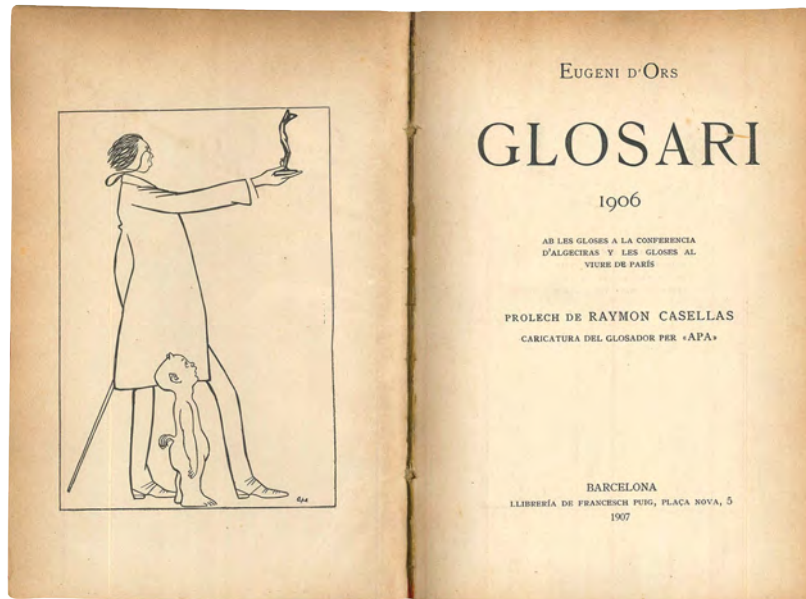 EUGENI D'ORS
GLOSARI
1906
AB LES GLOSES A LA CONFERENCIA
D'ALGECIRAS Y LES GLOSES AL
VIURE DE PARÍS
PROLECH DE RAYMON CASELLAS
CARICATURA DEL GLOSADOR PER «APA»
BARCELONA
LLIBRERÍA DE FRANCESCH PUIG, PLAÇA NOVA, 5
1907